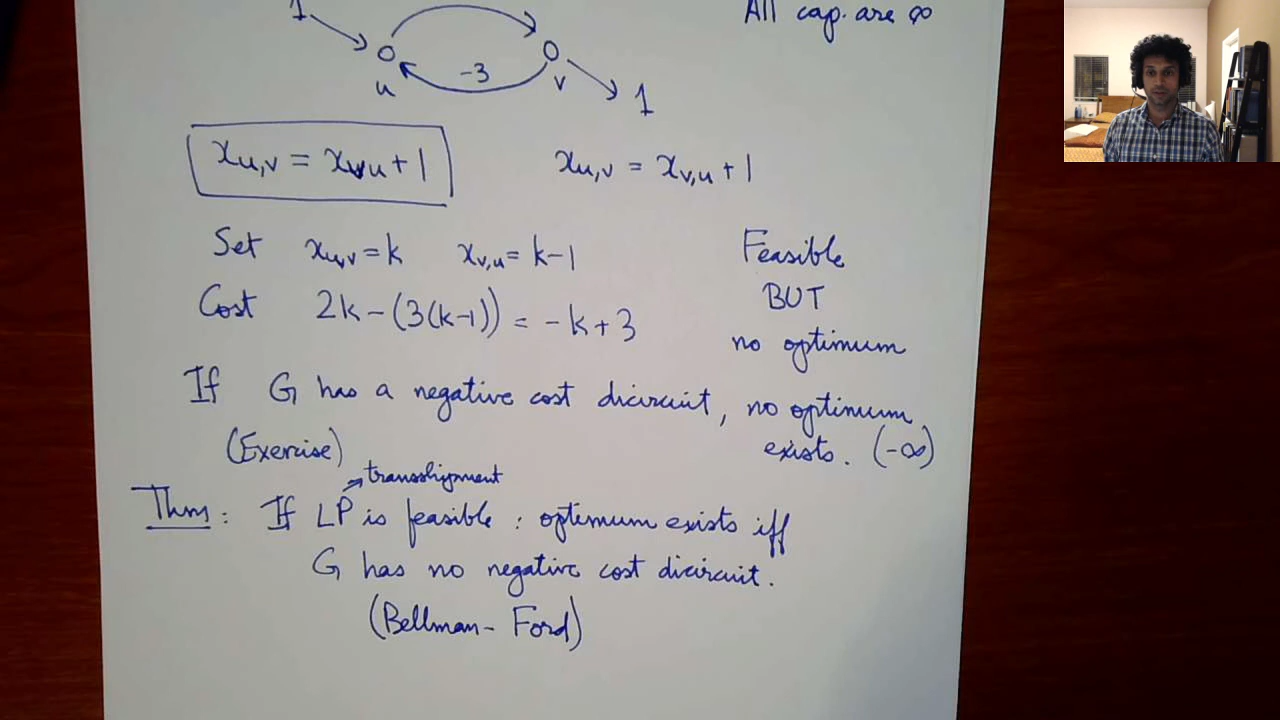 1
All cap. are ∞
-3
u
v
1
x_{u,v} = x_{v,u} + 1
x_{u,v} = x_{v,u} + 1
Set x_{u,v} = k x_{v,u} = k-1
Feasible
BUT
no optimum
Cost 2k - (3(k-1)) = -k + 3
If G has a negative cost dicircuit, no optimum
exists. (-∞)
(Exercise)
transshipment
Thm: If LP is feasible : optimum exists iff
G has no negative cost dicircuit.
(Bellman-Ford)